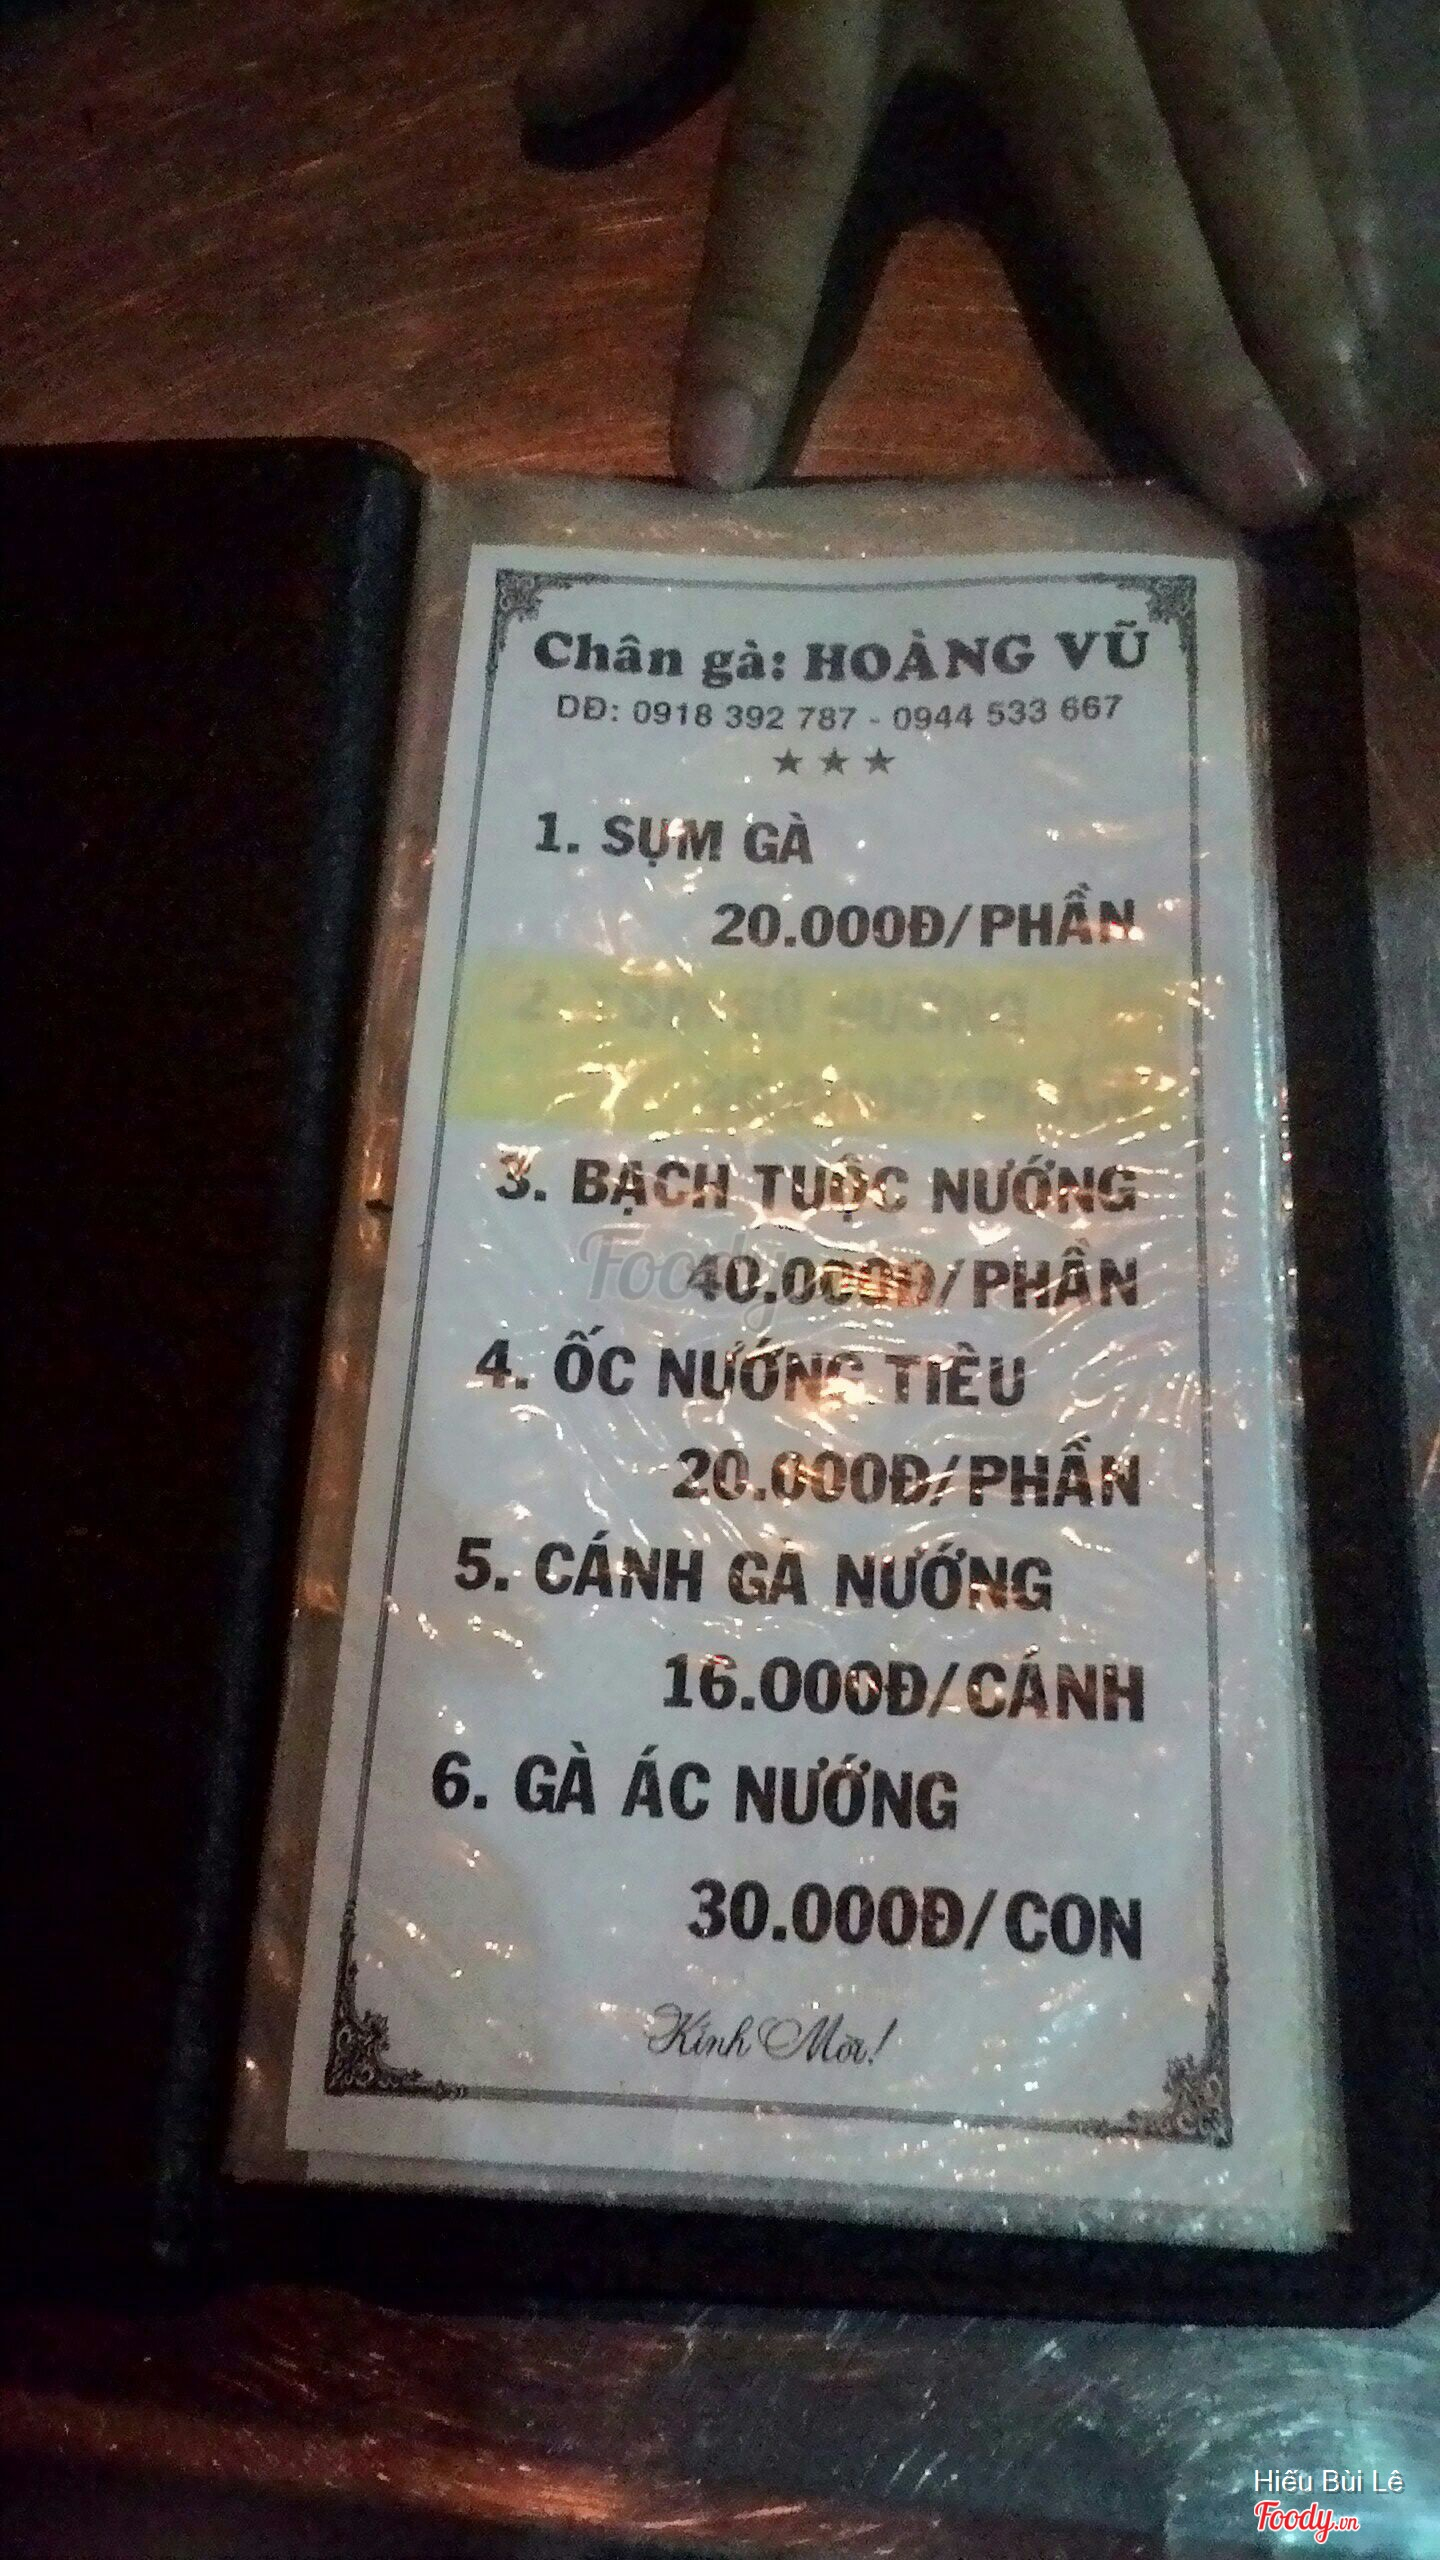 Chân gà: HOÀNG VŨ
DĐ: 0918 392 787 - 0944 533 667
1. SỤM GÀ
20.000Đ/PHẦN
3. BẠCH TUỘC NƯỚNG
40.000Đ/PHẦN
4. ỐC NƯỚNG TIÊU
20.000Đ/PHẦN
5. CÁNH GÀ NƯỚNG
16.000Đ/CÁNH
6. GÀ ÁC NƯỚNG
30.000Đ/CON
Kính Mời!
Foody
Hiếu Bùi Lê
Foody.vn